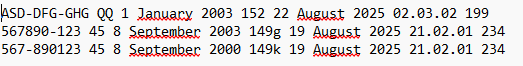 ASD-DFG-GHG QQ 1 January 2003 152 22 August 2025 02.03.02 199
567890-123 45 8 September 2003 149g 19 August 2025 21.02.01 234
567-890123 45 8 September 2000 149k 19 August 2025 21.02.01 234